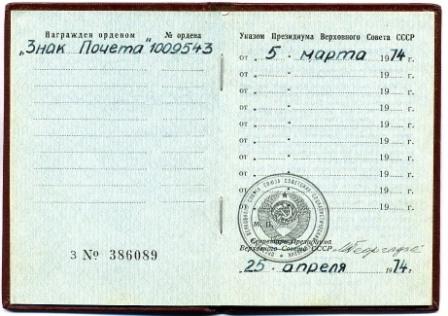 Награжден орденом № ордена
„Знак Почета" 1009543
З № 386089
Указом Президиума Верховного Совета СССР
от „ 5 " марта 1974 г.
от „ " 19 г.
от „ " 19 г.
от „ " 19 г.
от „ " 19 г.
от „ " 19 г.
от „ " 19 г.
от „ " 19 г.
от „ " 19 г.
от „ " 19 г.
М. П.
Секретарь Президиума
Верховного Совета СССР
„25 " апреля 1974 г.